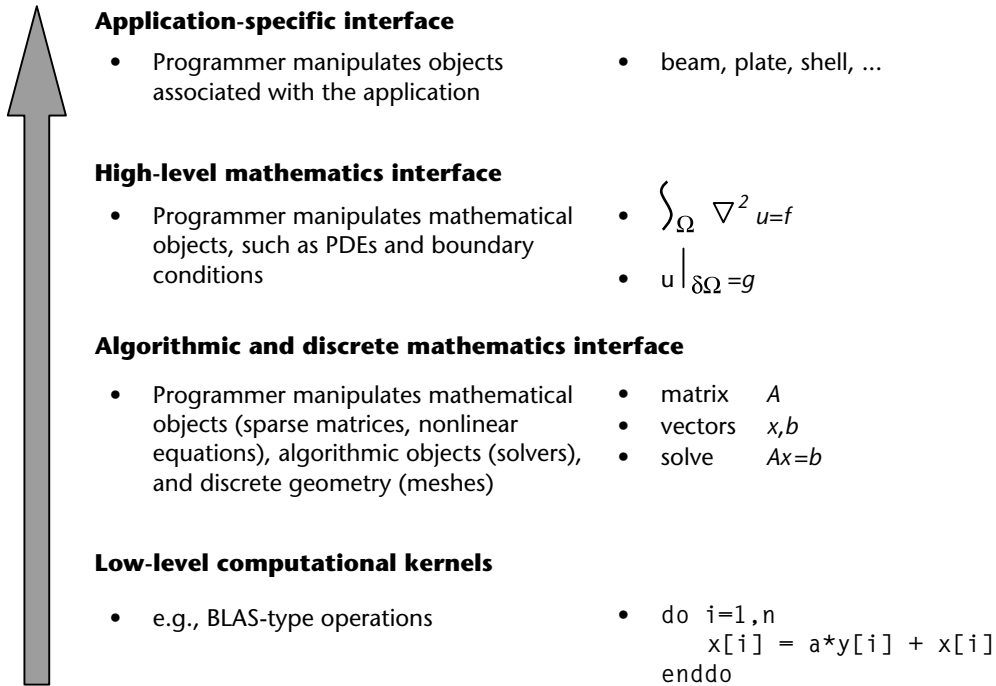 Application-specific interface
• Programmer manipulates objects
associated with the application
• beam, plate, shell, ...
High-level mathematics interface
• Programmer manipulates mathematical
objects, such as PDEs and boundary
conditions
• ∫Ω ∇² u=f
• u|δΩ =g
Algorithmic and discrete mathematics interface
• Programmer manipulates mathematical
objects (sparse matrices, nonlinear
equations), algorithmic objects (solvers),
and discrete geometry (meshes)
• matrix A
• vectors x,b
• solve Ax=b
Low-level computational kernels
• e.g., BLAS-type operations
• do i=1,n
x[i] = a*y[i] + x[i]
enddo